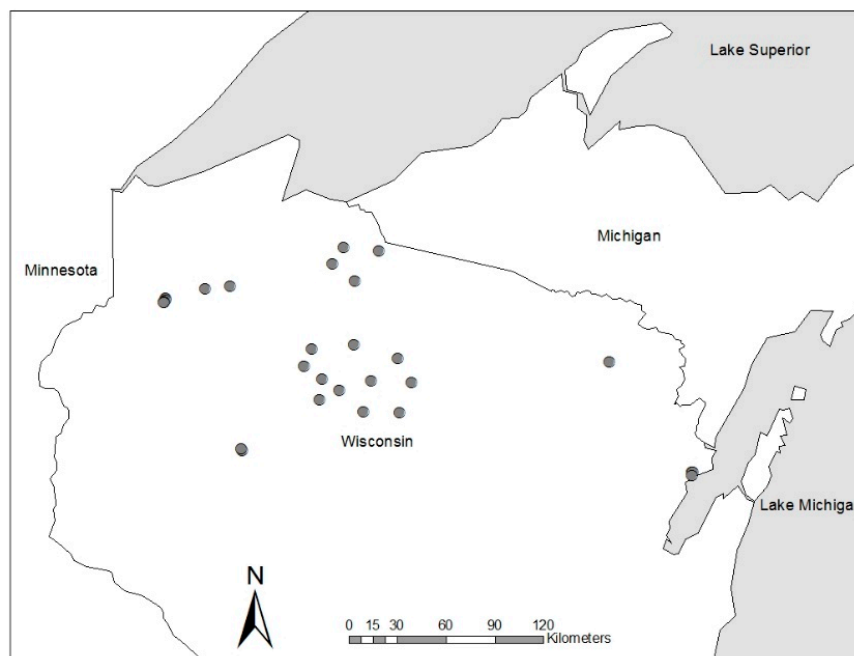 Lake Superior
Michigan
Minnesota
Wisconsin
Lake Michiga
N
0 15 30 60 90 120
Kilometers